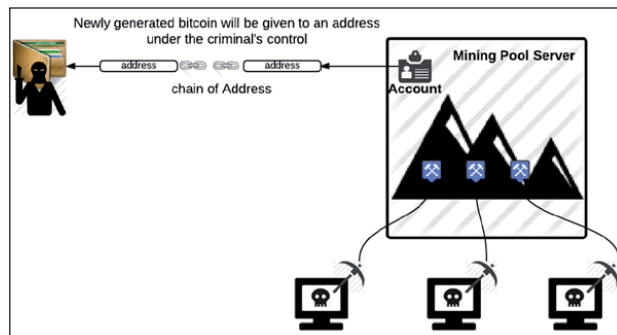 Newly generated bitcoin will be given to an address
under the criminal's control
Mining Pool Server
address
address
Account
chain of Address